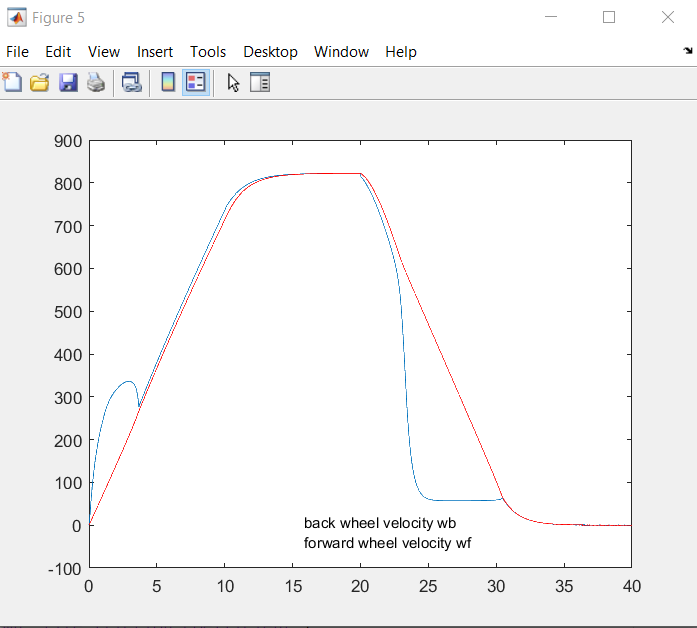 Figure 5
File Edit View Insert Tools Desktop Window Help
900
800
700
600
500
400
300
200
100
0
-100
back wheel velocity wb
forward wheel velocity wf
0 5 10 15 20 25 30 35 40